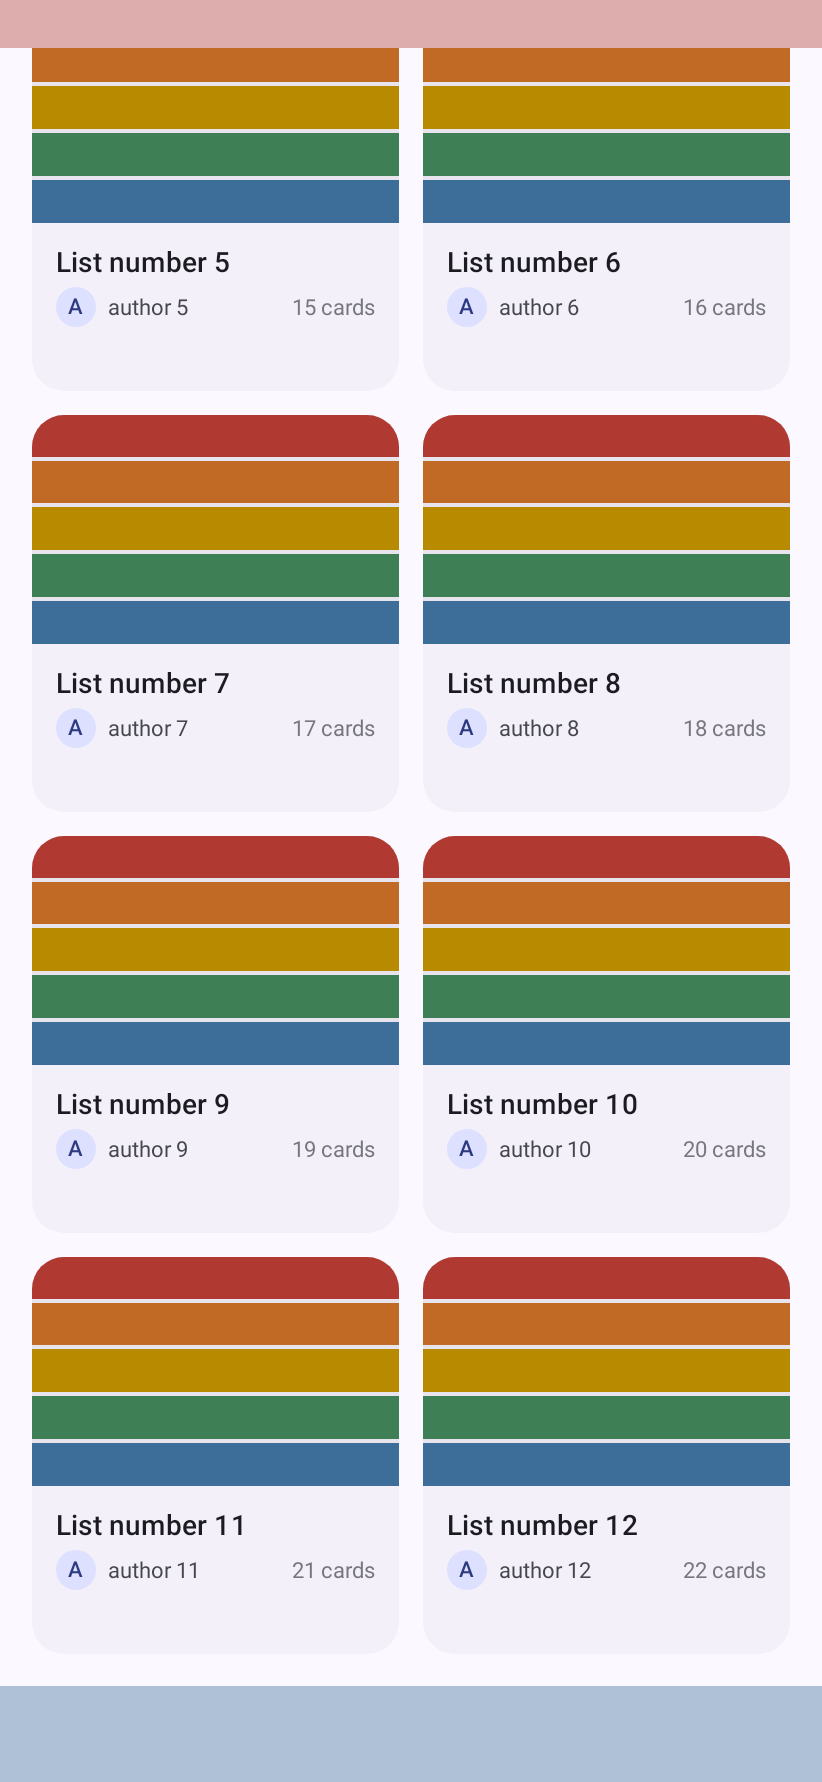 List number 5
A author 5 15 cards
List number 6
A author 6 16 cards
List number 7
A author 7 17 cards
List number 8
A author 8 18 cards
List number 9
A author 9 19 cards
List number 10
A author 10 20 cards
List number 11
A author 11 21 cards
List number 12
A author 12 22 cards